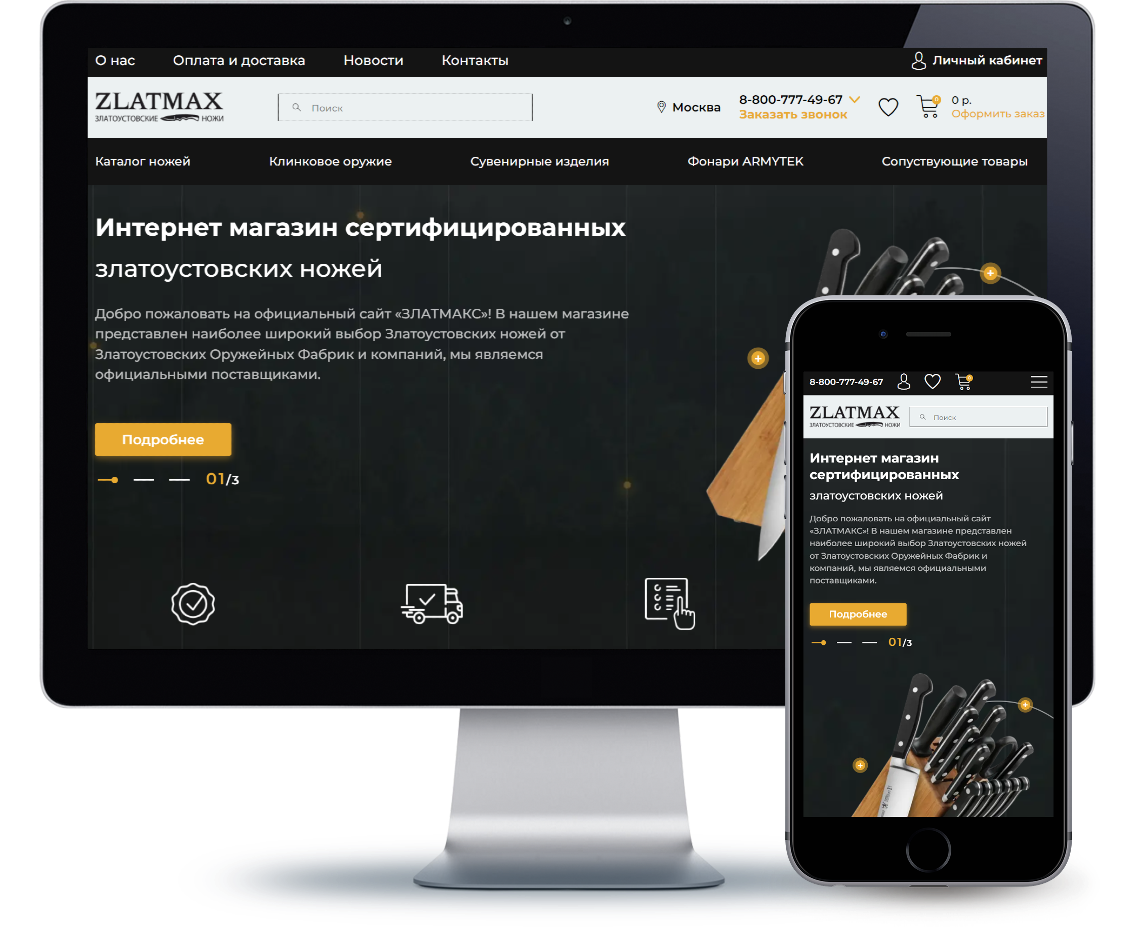 О нас Оплата и доставка Новости Контакты Личный кабинет
ZLATMAX
ЗЛАТОУСТОВСКИЕ НОЖИ
Поиск
Москва
8-800-777-49-67
Заказать звонок
0
0 р.
Оформить заказ
Каталог ножей Клинковое оружие Сувенирные изделия Фонари ARMYTEK Сопуствующие товары
Интернет магазин сертифицированных
златоустовских ножей
Добро пожаловать на официальный сайт «ЗЛАТМАКС»! В нашем магазине
представлен наиболее широкий выбор Златоустовских ножей от
Златоустовских Оружейных Фабрик и компаний, мы являемся
официальными поставщиками.
Подробнее
01/3
8-800-777-49-67
0
ZLATMAX
ЗЛАТОУСТОВСКИЕ НОЖИ
Поиск
Интернет магазин
сертифицированных
златоустовских ножей
Добро пожаловать на официальный сайт
«ЗЛАТМАКС»! В нашем магазине представлен
наиболее широкий выбор Златоустовских ножей
от Златоустовских Оружейных Фабрик и
компаний, мы являемся официальными
поставщиками.
Подробнее
01/3